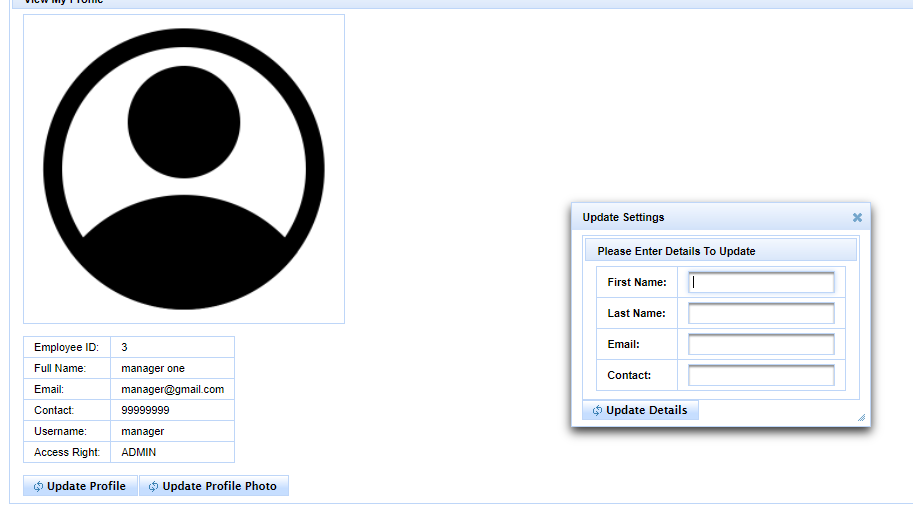 View My Profile
Update Settings
Please Enter Details To Update
First Name:
Last Name:
Email:
Contact:
Update Details
Employee ID: 3
Full Name: manager one
Email: manager@gmail.com
Contact: 99999999
Username: manager
Access Right: ADMIN
Update Profile Update Profile Photo